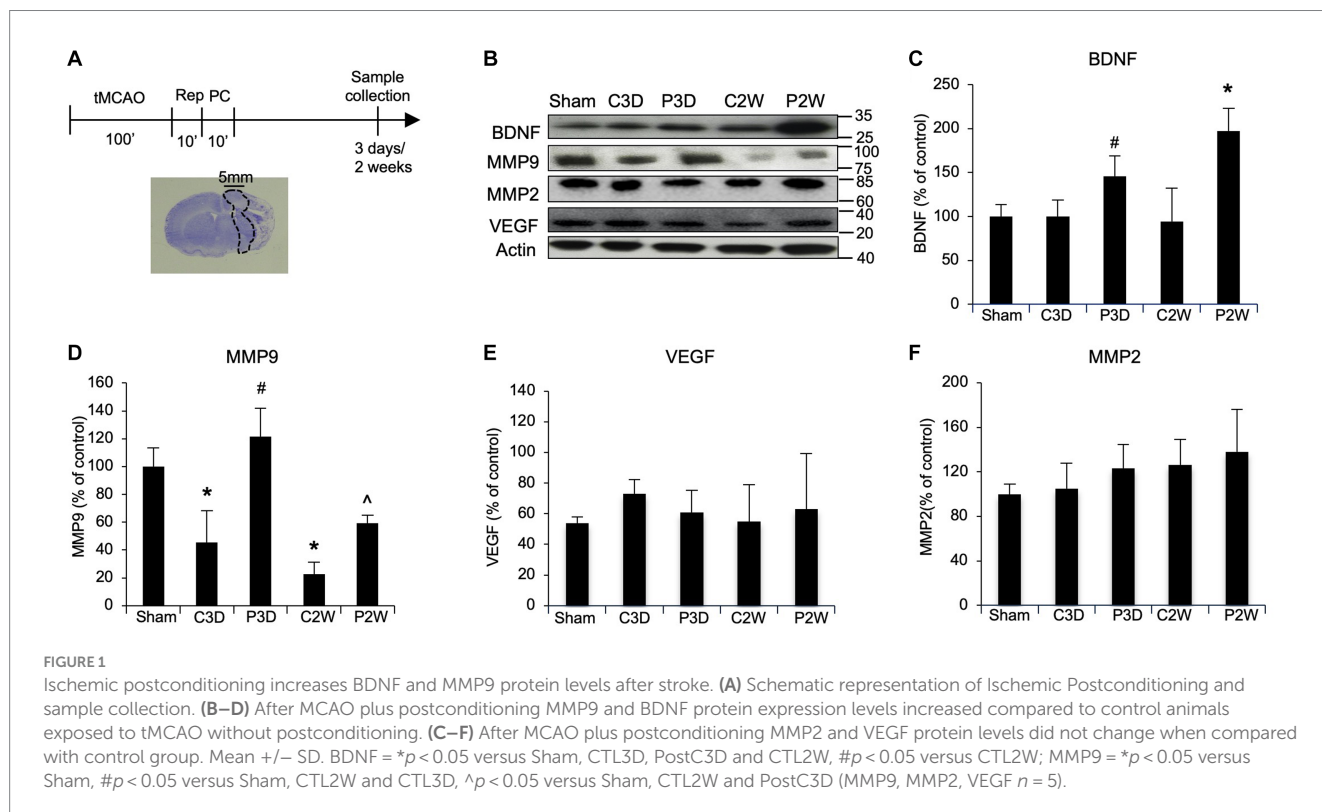 A
tMCAO
Rep
PC
Sample
collection
100’
10’
10’
3 days/
2 weeks
5mm
B
Sham C3D P3D C2W P2W
BDNF
35
25
MMP9
100
75
MMP2
85
60
VEGF
40
20
Actin
40
C
BDNF
BDNF (% of control)
250
200
150
100
50
0
#
*
Sham C3D P3D C2W P2W
D
MMP9
MMP9 (% of control)
160
140
120
100
80
60
40
20
0
*
#
*
^
Sham C3D P3D C2W P2W
E
VEGF
VEGF (% of control)
140
120
100
80
60
40
20
0
Sham C3D P3D C2W P2W
F
MMP2
MMP2(% of control)
200
160
120
80
40
0
Sham C3D P3D C2W P2W
FIGURE 1
Ischemic postconditioning increases BDNF and MMP9 protein levels after stroke. (A) Schematic representation of Ischemic Postconditioning and
sample collection. (B–D) After MCAO plus postconditioning MMP9 and BDNF protein expression levels increased compared to control animals
exposed to tMCAO without postconditioning. (C–F) After MCAO plus postconditioning MMP2 and VEGF protein levels did not change when compared
with control group. Mean +/− SD. BDNF = *p < 0.05 versus Sham, CTL3D, PostC3D and CTL2W, #p < 0.05 versus CTL2W; MMP9 = *p < 0.05 versus
Sham, #p < 0.05 versus Sham, CTL2W and CTL3D, ^p < 0.05 versus Sham, CTL2W and PostC3D (MMP9, MMP2, VEGF n = 5).